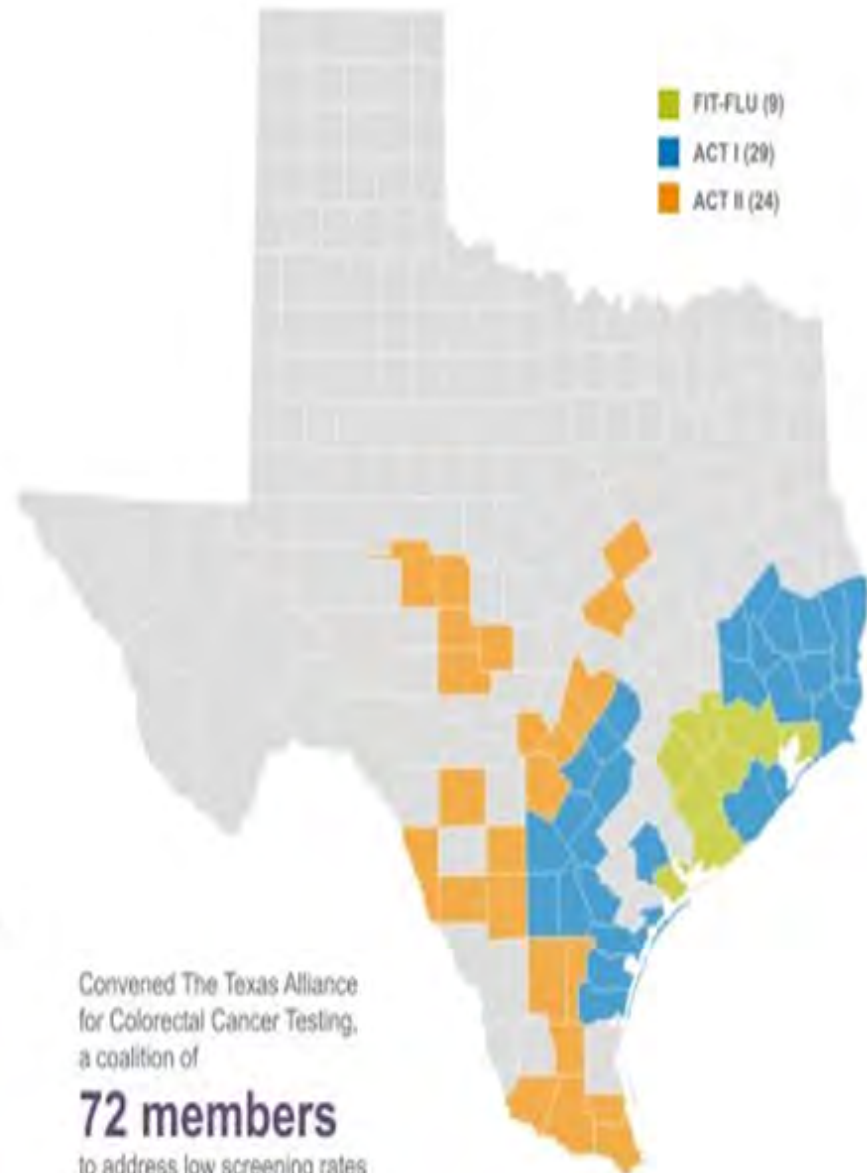 FIT-FLU (9)
ACT I (29)
ACT II (24)
Convened The Texas Alliance
for Colorectal Cancer Testing,
a coalition of
72 members
to address low screening rates